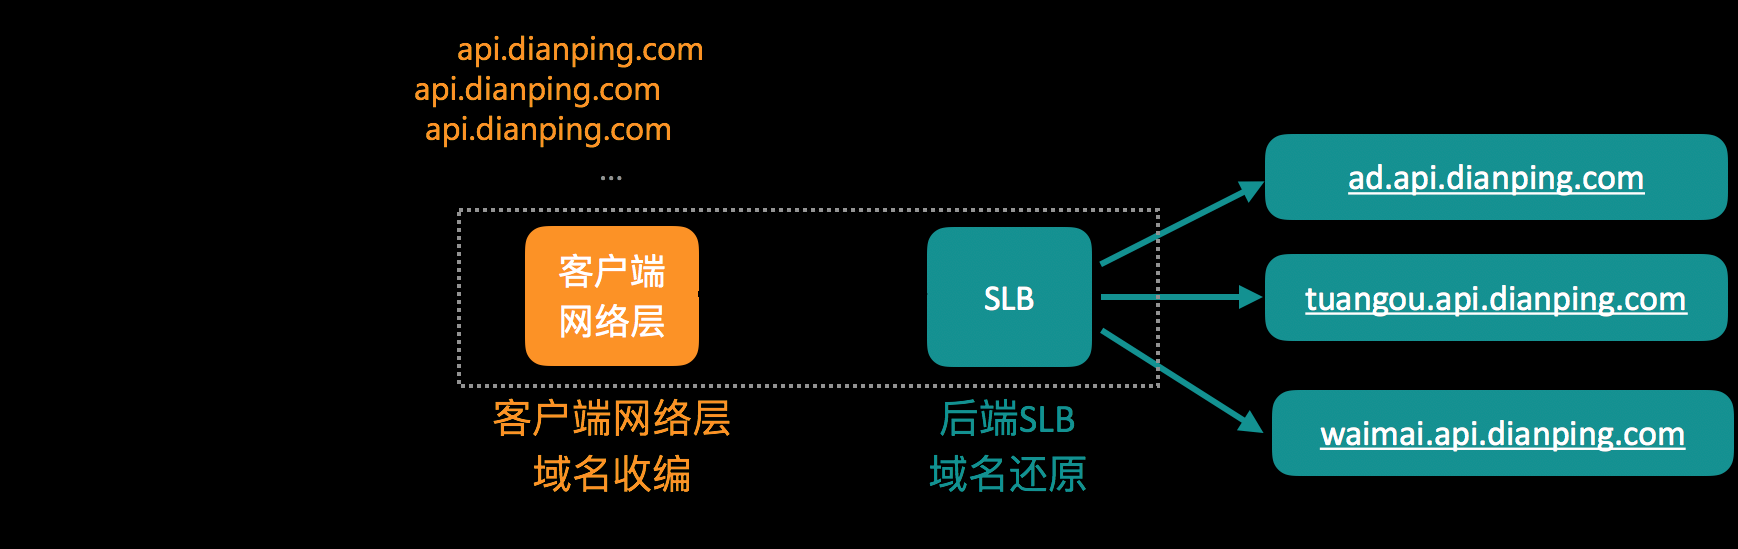 api.dianping.com
api.dianping.com
api.dianping.com
...
客户端
网络层
SLB
ad.api.dianping.com
tuangou.api.dianping.com
waimai.api.dianping.com
客户端网络层
域名收编
后端SLB
域名还原